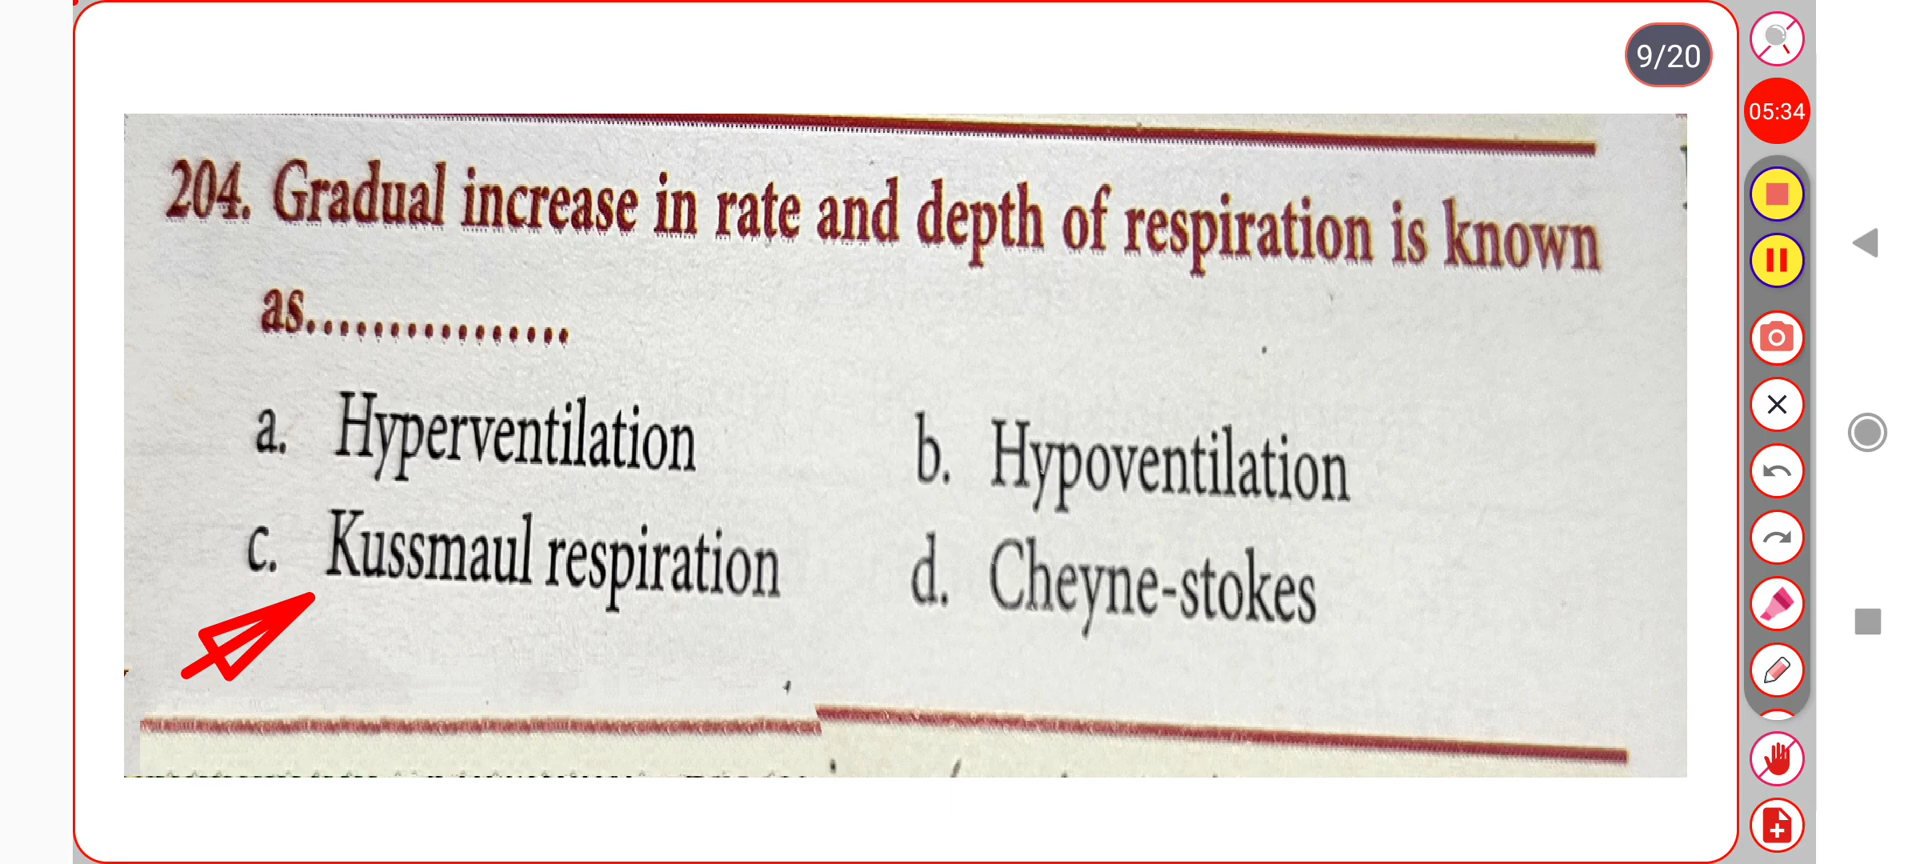 9/20
05:34
204. Gradual increase in rate and depth of respiration is known
as................
a. Hyperventilation
b. Hypoventilation
c. Kussmaul respiration
d. Cheyne-stokes